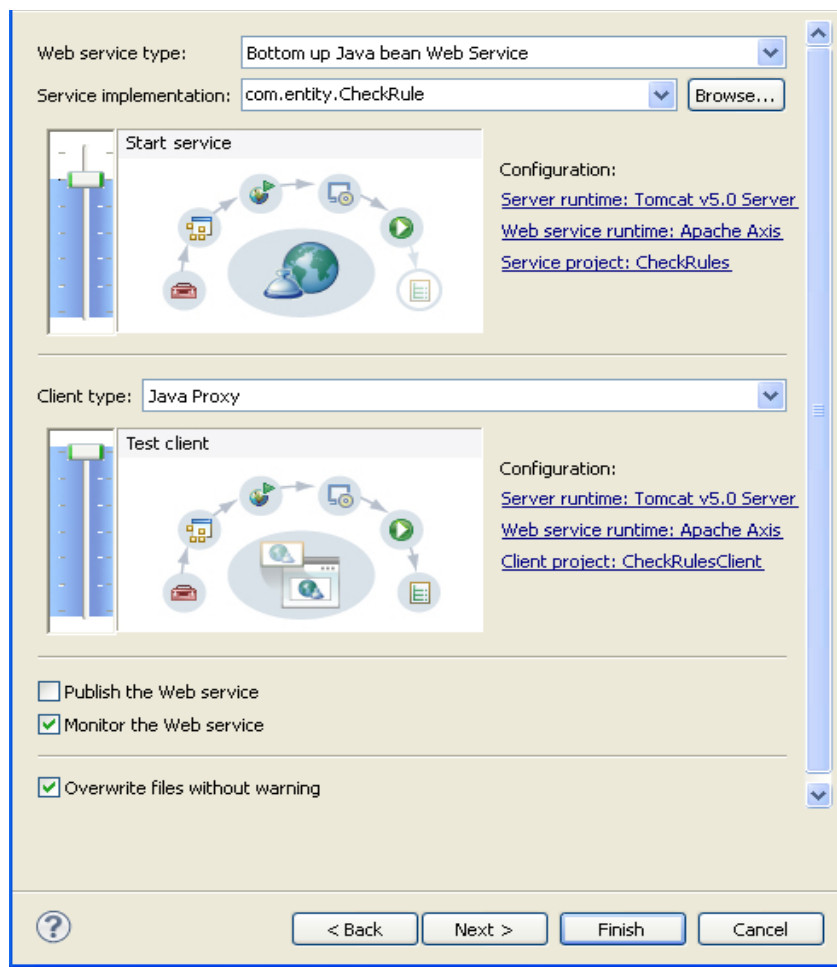 Web service type: Bottom up Java bean Web Service
Service implementation: com.entity.CheckRule Browse...
Start service
Configuration:
Server runtime: Tomcat v5.0 Server
Web service runtime: Apache Axis
Service project: CheckRules
Client type: Java Proxy
Test client
Configuration:
Server runtime: Tomcat v5.0 Server
Web service runtime: Apache Axis
Client project: CheckRulesClient
Publish the Web service
Monitor the Web service
Overwrite files without warning
? < Back Next > Finish Cancel